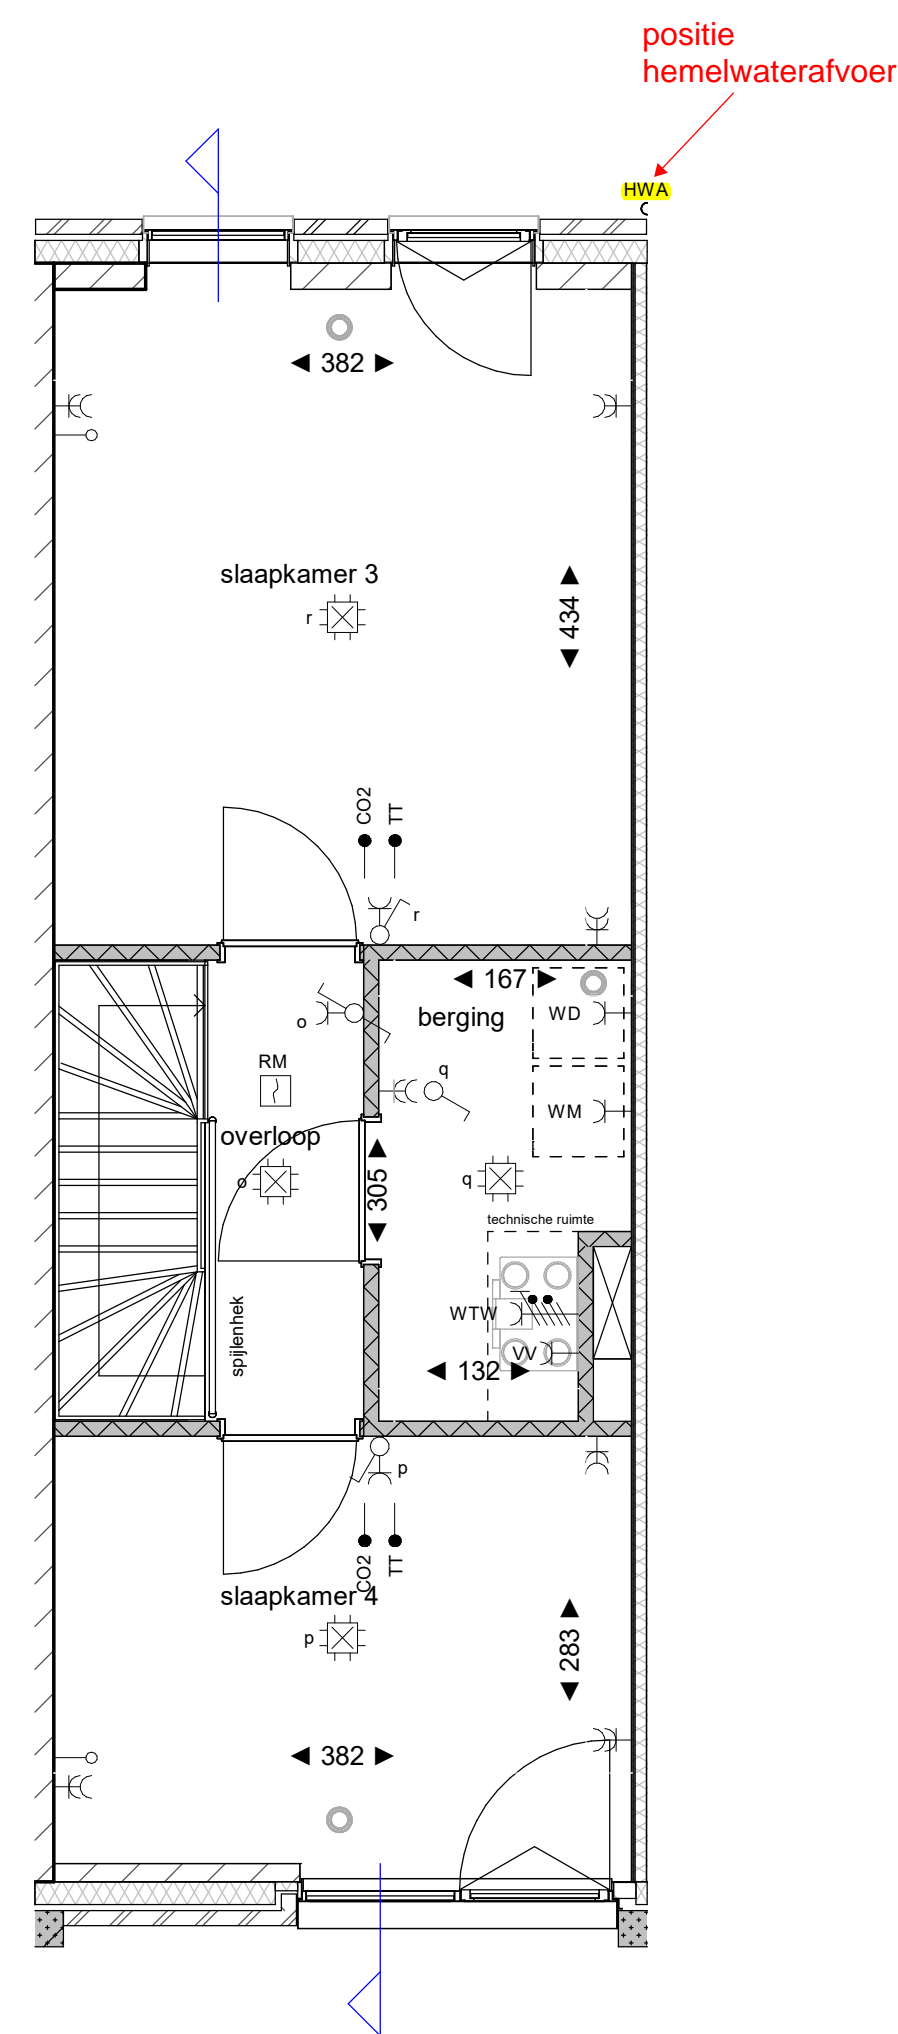 positie
hemelwaterafvoer
HWA
382
slaapkamer 3
r
434
CO2
TT
r
167
WD
berging
o
RM
q
WM
overloop
o
305
q
technische ruimte
spijlenhek
WTW
VV
132
p
CO2
TT
slaapkamer 4
p
283
382